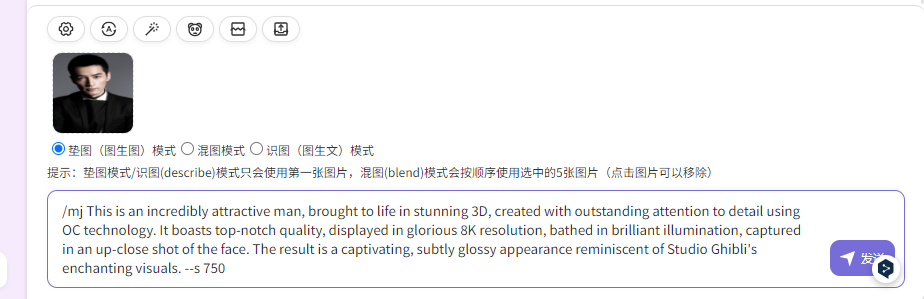 垫图（图生图）模式 混图模式 识图（图生文）模式
提示：垫图模式/识图(describe)模式只会使用第一张图片，混图(blend)模式会按顺序使用选中的5张图片（点击图片可以移除）
/mj This is an incredibly attractive man, brought to life in stunning 3D, created with outstanding attention to detail using
OC technology. It boasts top-notch quality, displayed in glorious 8K resolution, bathed in brilliant illumination, captured
in an up-close shot of the face. The result is a captivating, subtly glossy appearance reminiscent of Studio Ghibli's
enchanting visuals. --s 750
发送